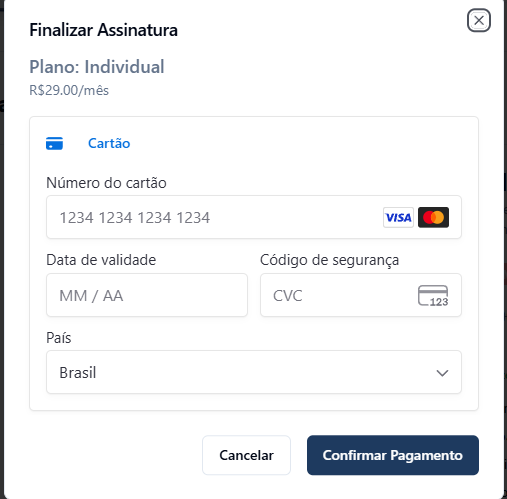 Finalizar Assinatura
Plano: Individual
R$29.00/mês
Cartão
Número do cartão
1234 1234 1234 1234 VISA
Data de validade Código de segurança
MM / AA CVC 123
País
Brasil
Cancelar Confirmar Pagamento